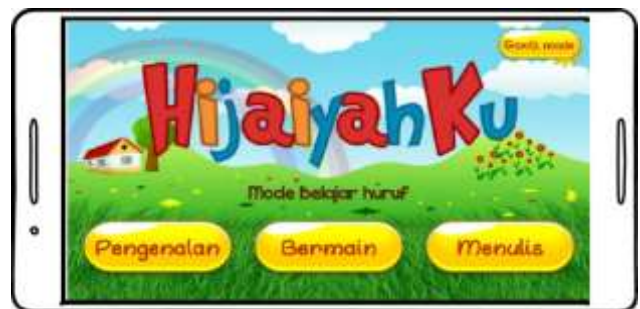 Ganti mode
HijaiyahKu
Mode belajar huruf
Pengenalan
Bermain
Menulis